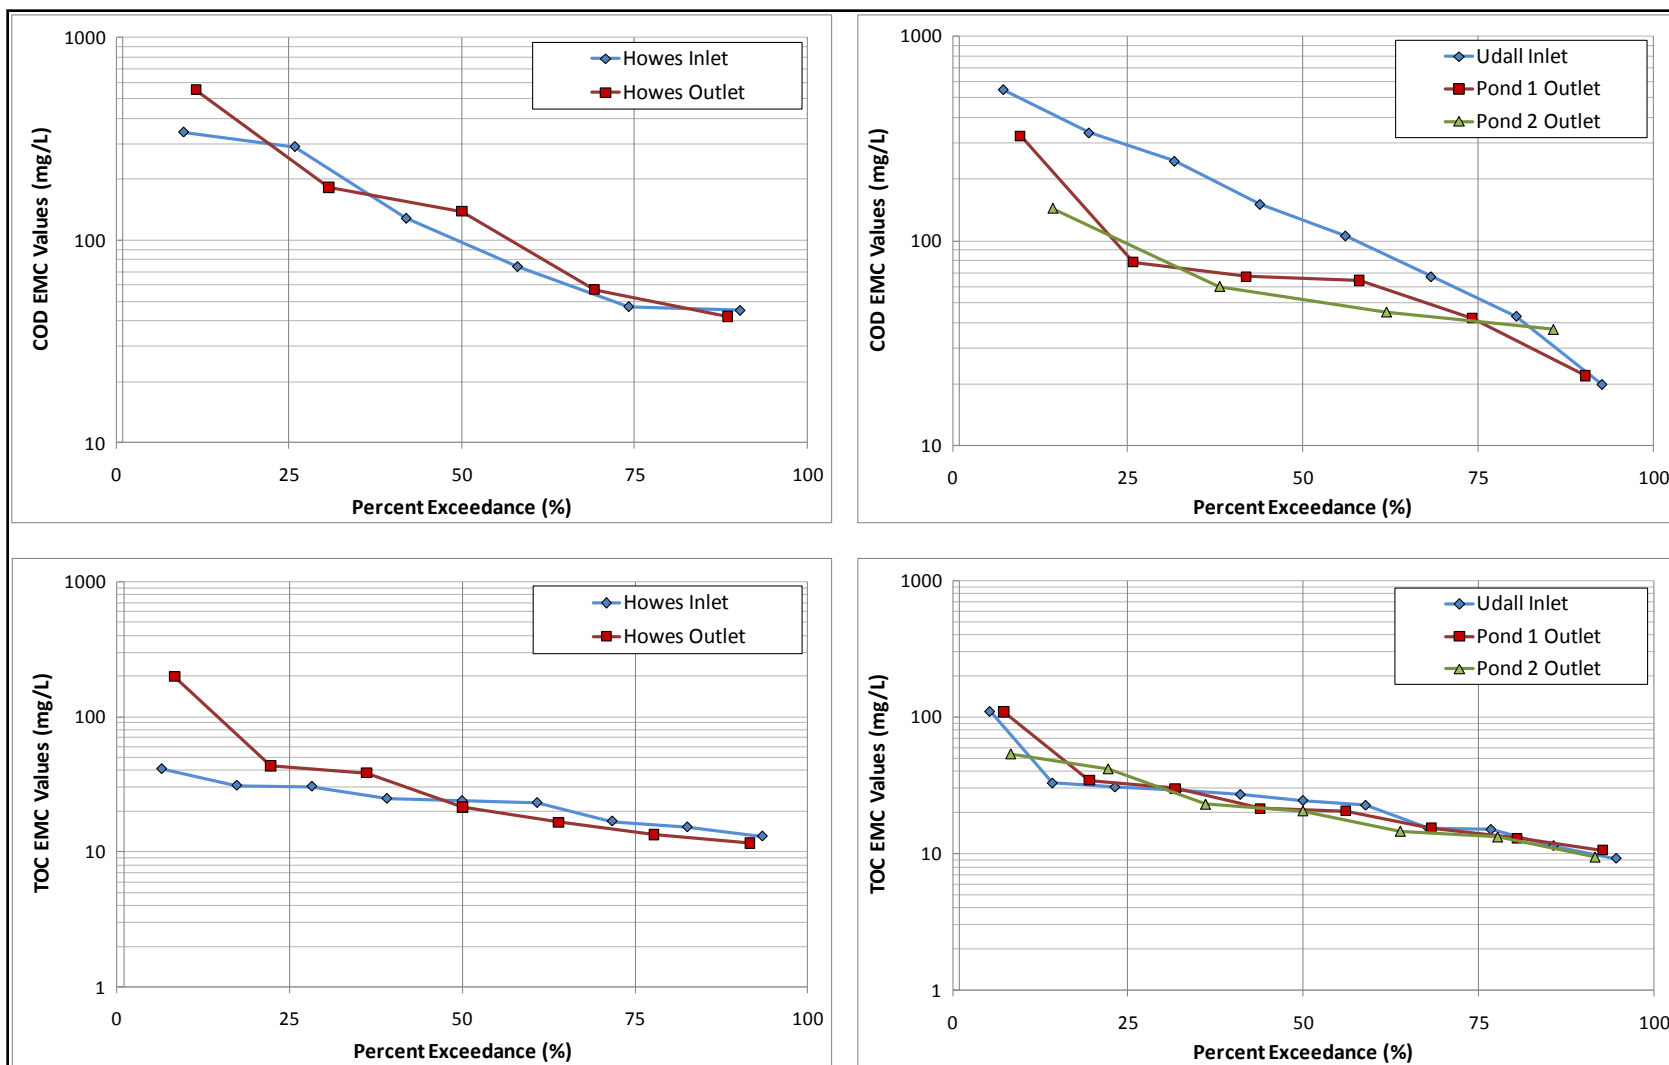 COD EMC Values (mg/L)
1000
100
10
0 25 50 75 100
Percent Exceedance (%)
Howes Inlet
Howes Outlet
COD EMC Values (mg/L)
1000
100
10
0 25 50 75 100
Percent Exceedance (%)
Udall Inlet
Pond 1 Outlet
Pond 2 Outlet
TOC EMC Values (mg/L)
1000
100
10
1
0 25 50 75 100
Percent Exceedance (%)
Howes Inlet
Howes Outlet
TOC EMC Values (mg/L)
1000
100
10
1
0 25 50 75 100
Percent Exceedance (%)
Udall Inlet
Pond 1 Outlet
Pond 2 Outlet